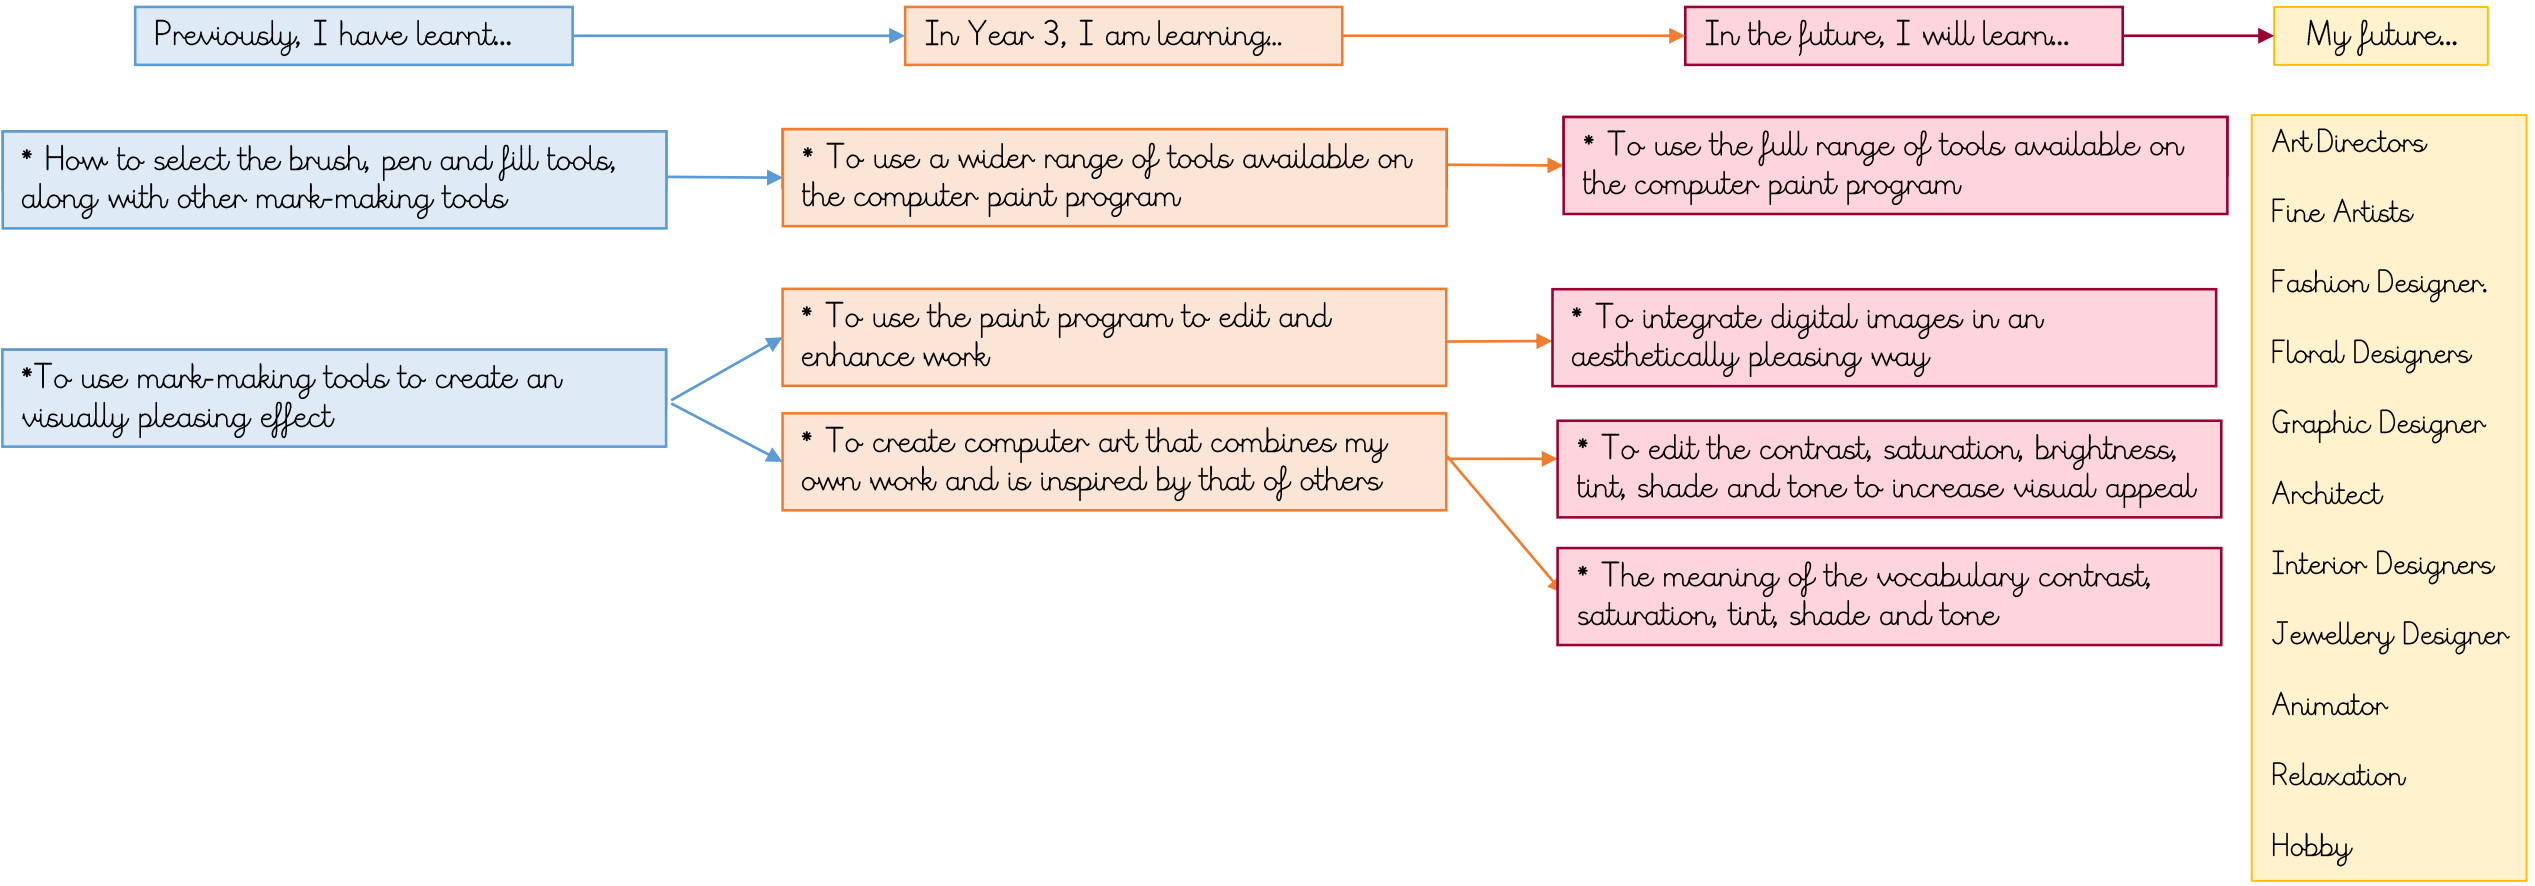 Previously, I have learnt...
In Year 3, I am learning...
In the future, I will learn...
My future...
* How to select the brush, pen and fill tools,
along with other mark-making tools
* To use a wider range of tools available on
the computer paint program
* To use the full range of tools available on
the computer paint program
*To use mark-making tools to create an
visually pleasing effect
* To use the paint program to edit and
enhance work
* To integrate digital images in an
aesthetically pleasing way
* To create computer art that combines my
own work and is inspired by that of others
* To edit the contrast, saturation, brightness,
tint, shade and tone to increase visual appeal
* The meaning of the vocabulary contrast,
saturation, tint, shade and tone
Art Directors
Fine Artists
Fashion Designer.
Floral Designers
Graphic Designer
Architect
Interior Designers
Jewellery Designer
Animator
Relaxation
Hobby